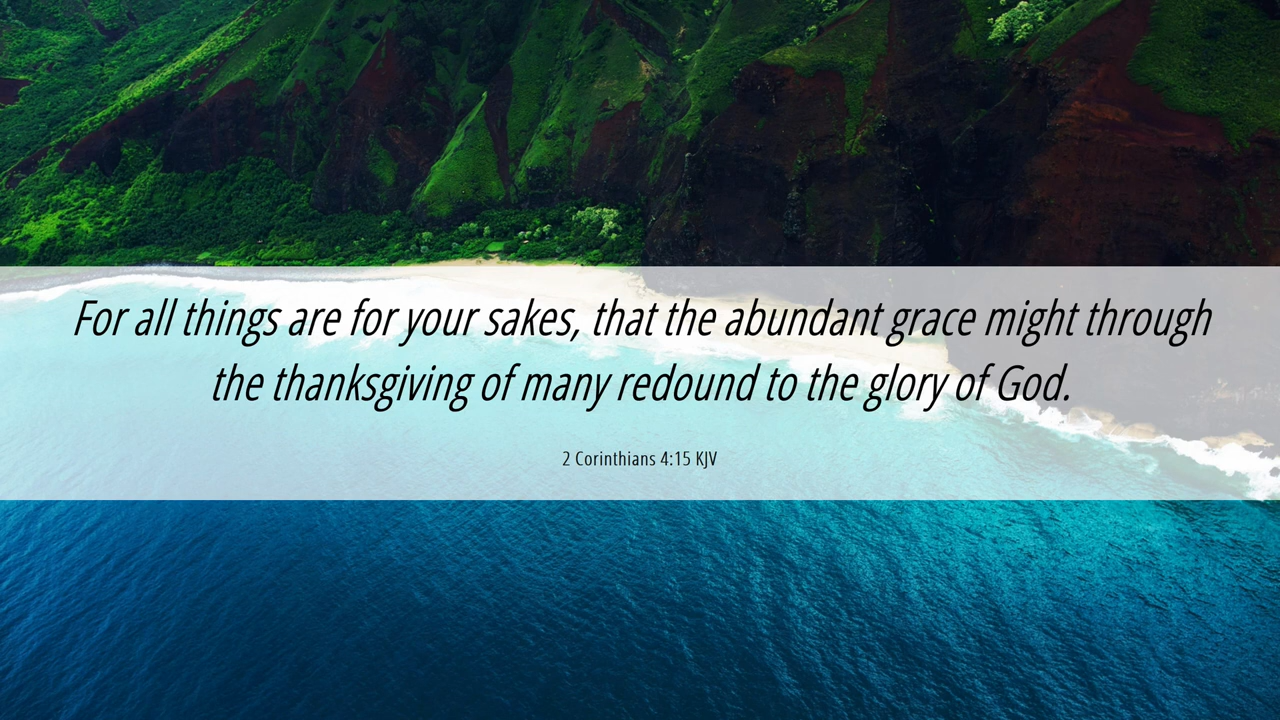 For all things are for your sakes, that the abundant grace might through
the thanksgiving of many redound to the glory of God.
2 Corinthians 4:15 KJV